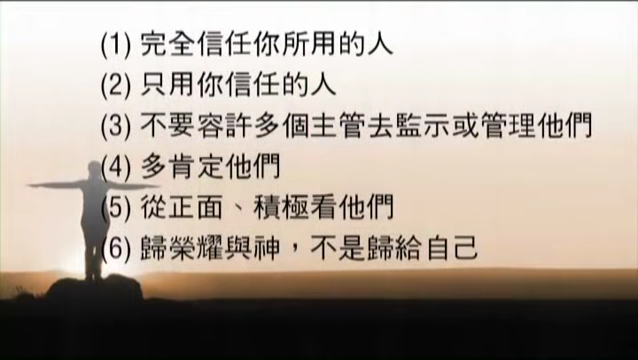 (1) 完全信任你所用的人
(2) 只用你信任的人
(3) 不要容許多個主管去監示或管理他們
(4) 多肯定他們
(5) 從正面、積極看他們
(6) 歸榮耀與神，不是歸給自己